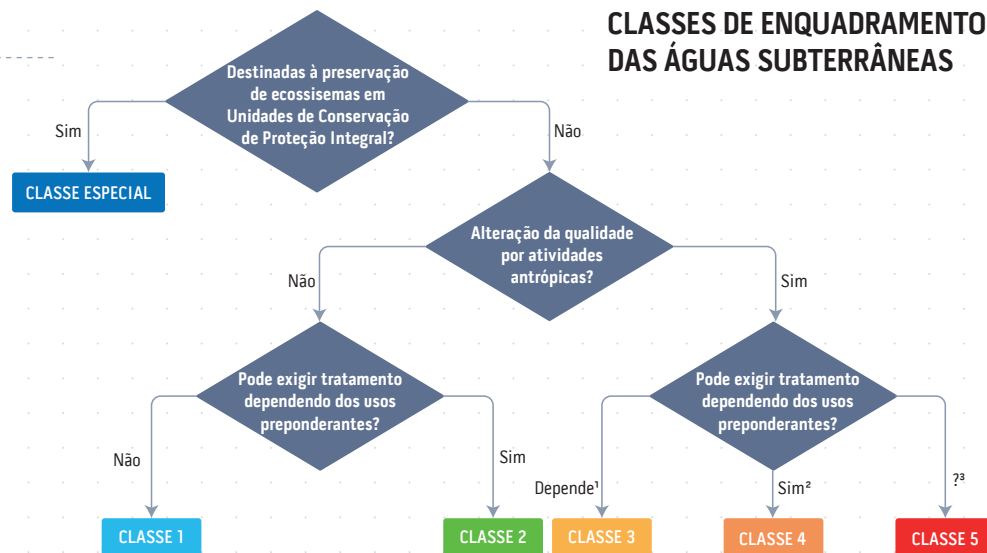 CLASSES DE ENQUADRAMENTO
DAS ÁGUAS SUBTERRÂNEAS
Destinadas à preservação
de ecossisemas em
Unidades de Conservação
de Proteção Integral?
Sim
Não
CLASSE ESPECIAL
Alteração da qualidade
por atividades
antrópicas?
Não
Sim
Pode exigir tratamento
dependendo dos usos
preponderantes?
Pode exigir tratamento
dependendo dos usos
preponderantes?
Não
Sim
Depende¹
Sim²
?³
CLASSE 1
CLASSE 2
CLASSE 3
CLASSE 4
CLASSE 5